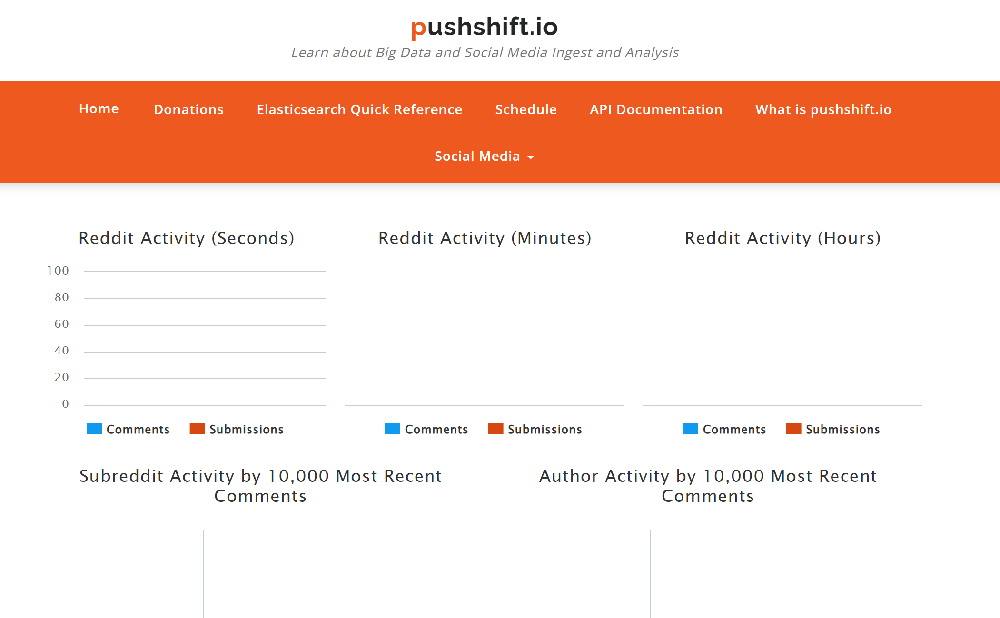 pushshift.io
Learn about Big Data and Social Media Ingest and Analysis
Home Donations Elasticsearch Quick Reference Schedule API Documentation What is pushshift.io
Social Media
Reddit Activity (Seconds) Reddit Activity (Minutes) Reddit Activity (Hours)
100
80
60
40
20
0
Comments Submissions Comments Submissions Comments Submissions
Subreddit Activity by 10,000 Most Recent
Comments
Author Activity by 10,000 Most Recent
Comments